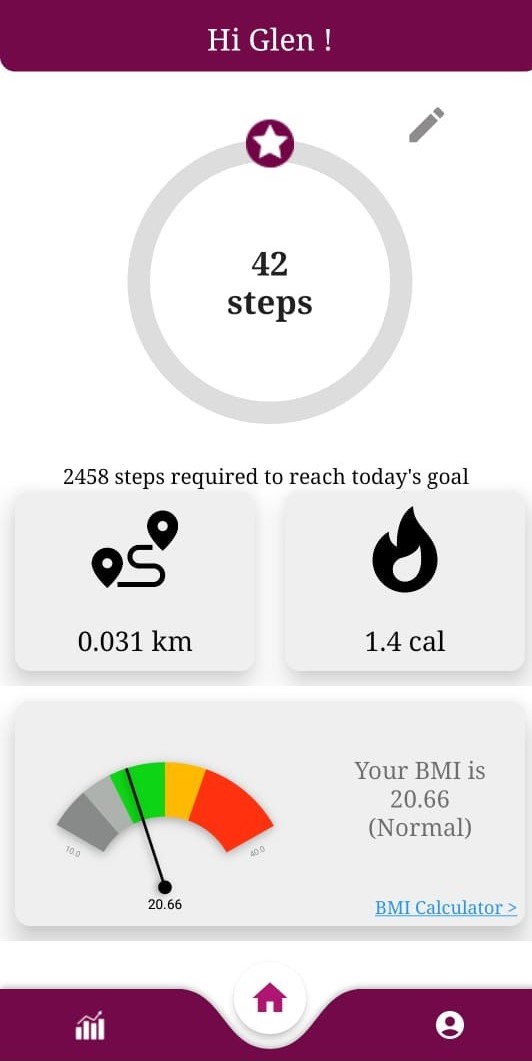 Hi Glen !
42
steps
2458 steps required to reach today's goal
0.031 km
1.4 cal
10.0
40.0
20.66
Your BMI is
20.66
(Normal)
BMI Calculator >